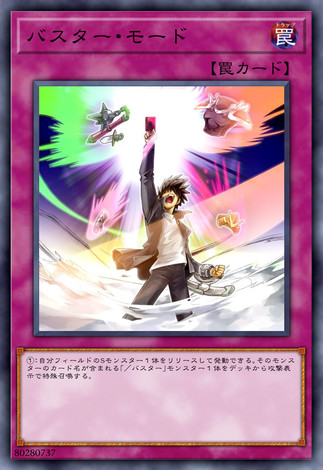 バスター・モード
トラップ
罠
【罠カード】
①:自分フィールドのSモンスター1体をリリースして発動できる。そのモンス
ターのカード名が含まれる「／バスター」モンスター1体をデッキから攻撃表
示で特殊召喚する。
80280737